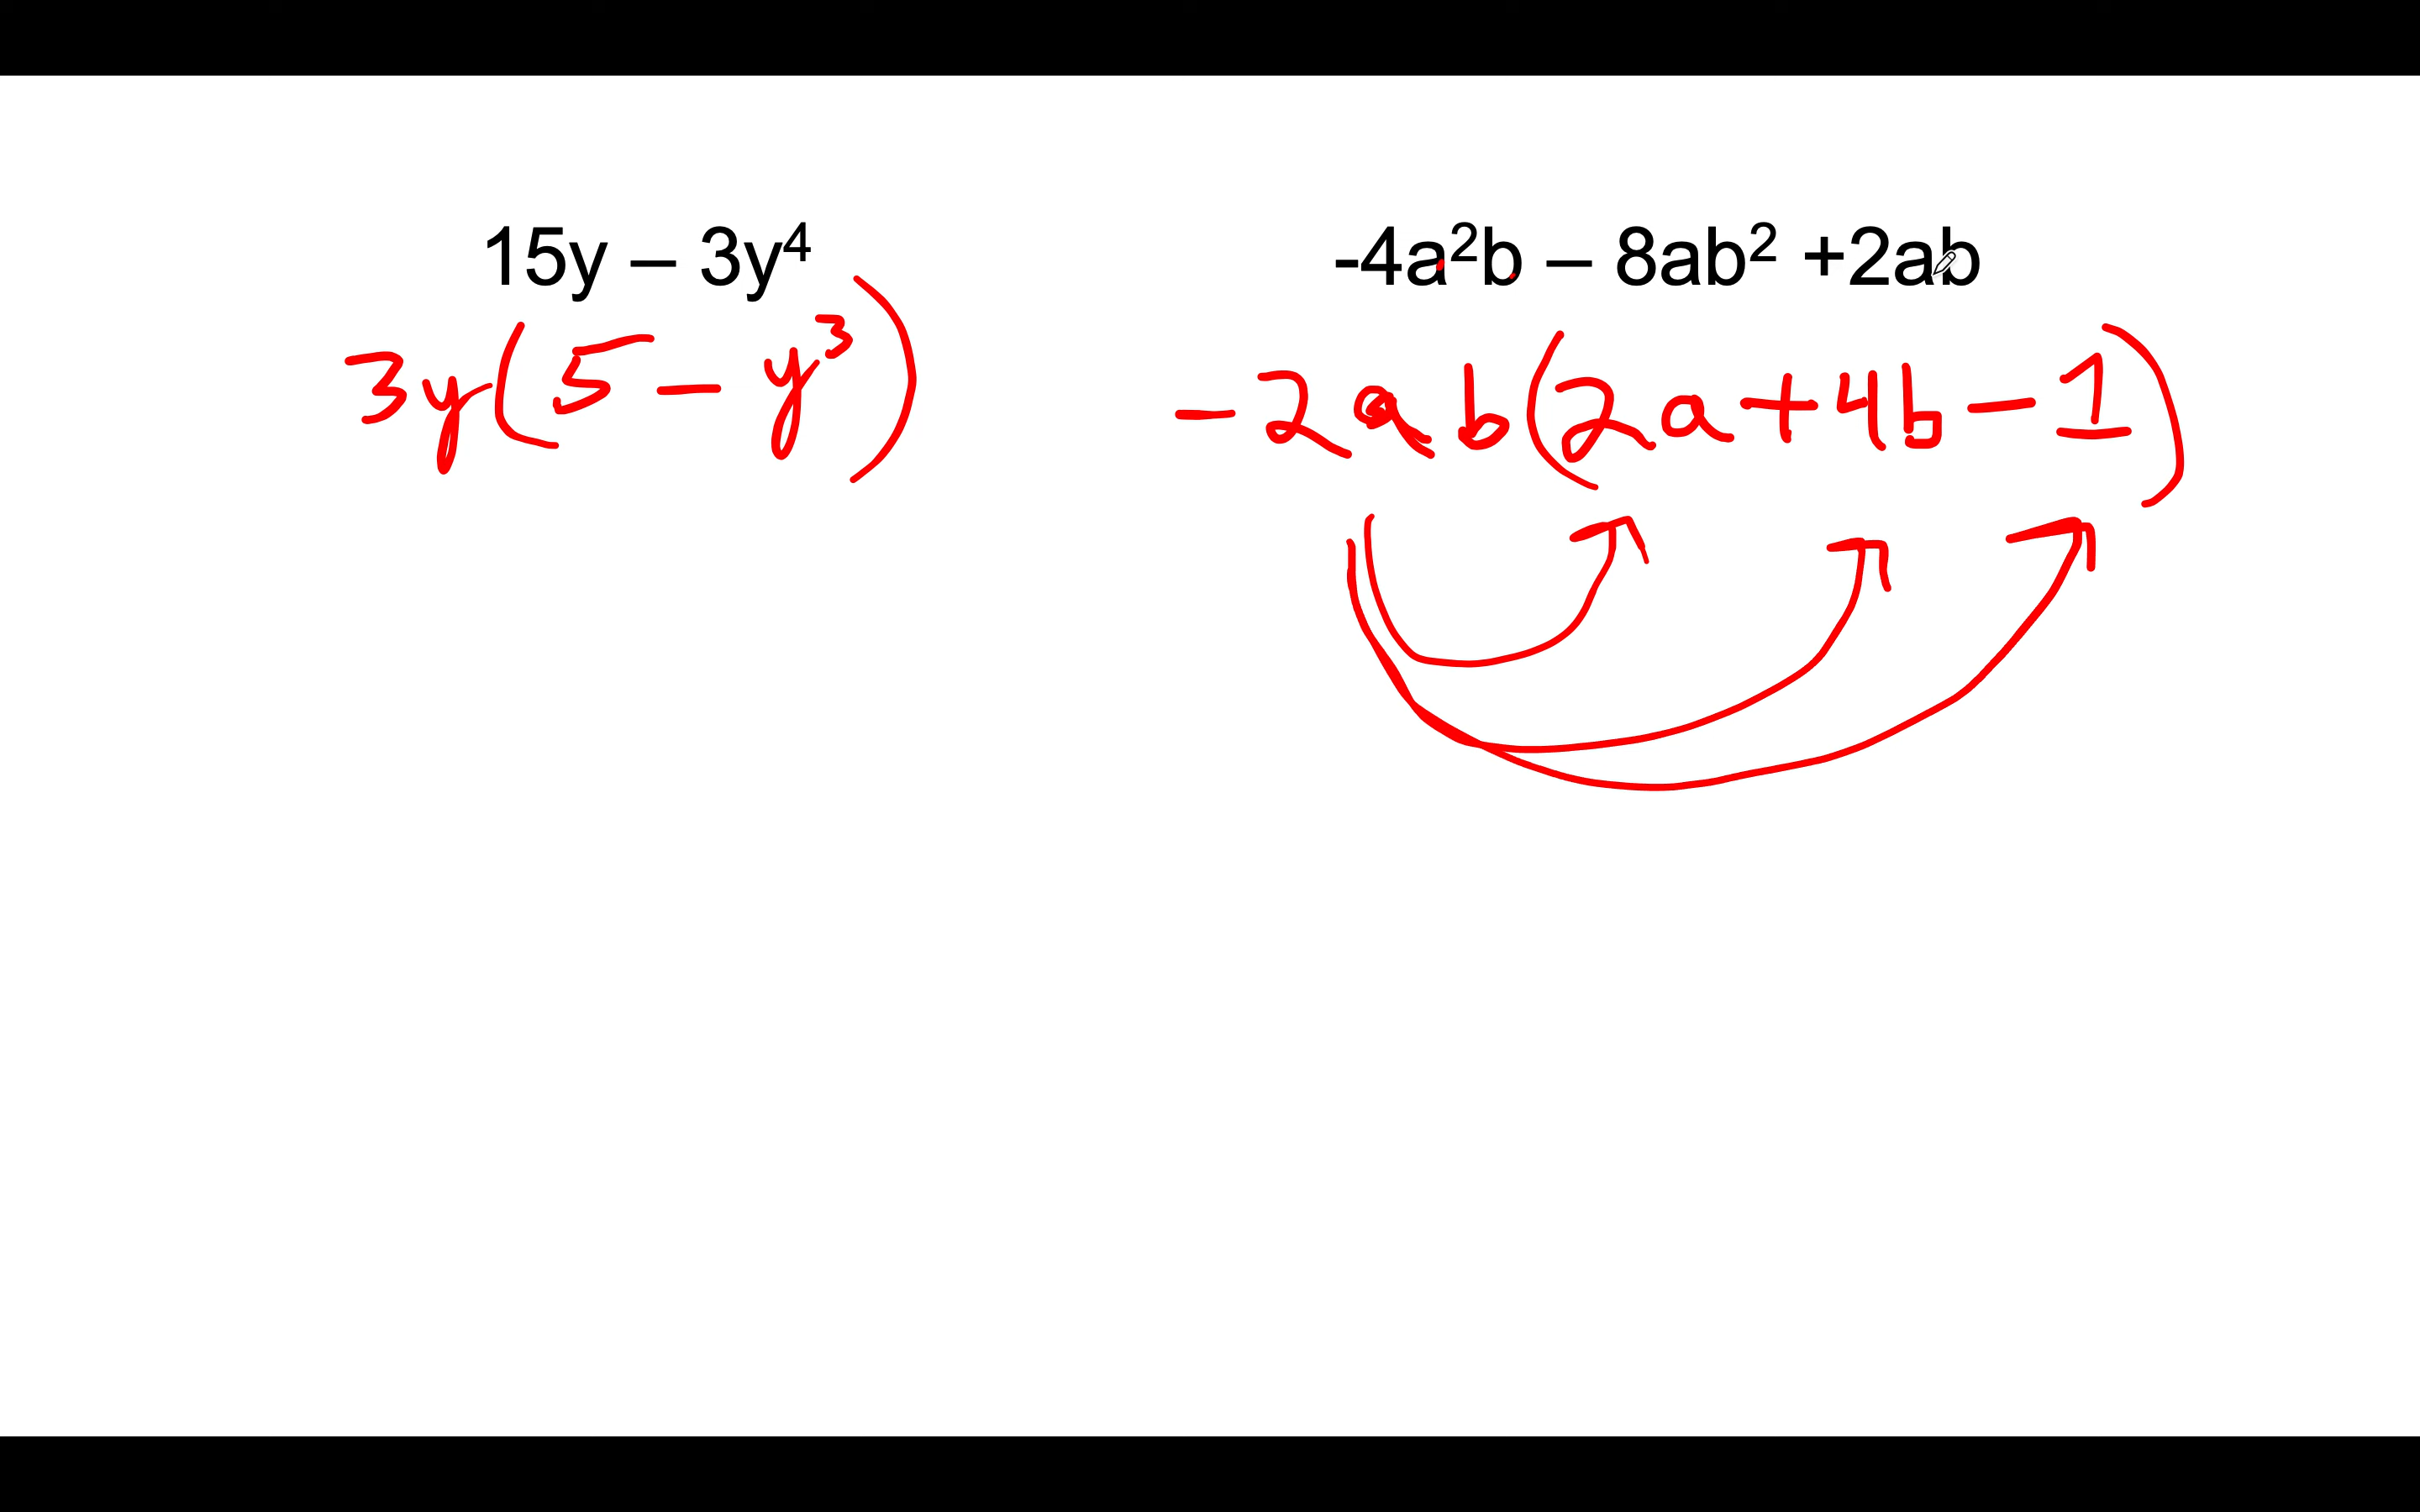 15y – 3y⁴
3y(5 – y³)
-4a²b – 8ab² +2ab
-2ab(2a+4b-1)